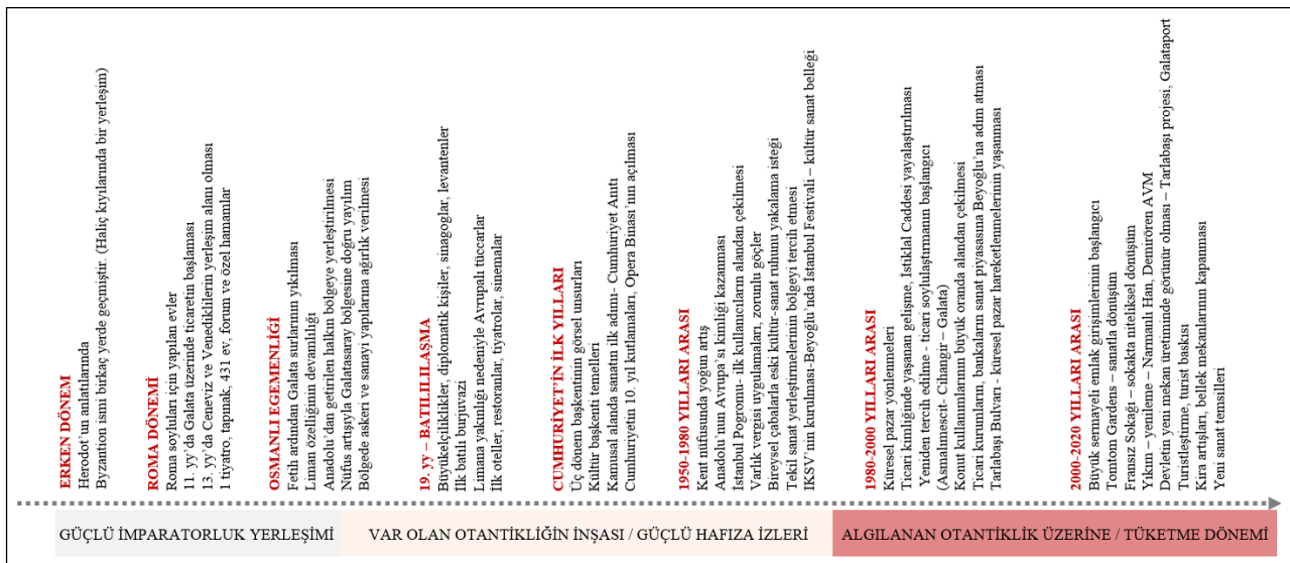 ERKEN DÖNEM
Herodot’un anlatılarında
Byzantion ismi birkaç yerde geçmiştir. (Haliç kıyılarında bir yerleşim)
ROMA DÖNEMİ
Roma soyluları için yapılan evler
11. yy’da Galata üzerinde ticaretin başlaması
13. yy’da Ceneviz ve Venediklilerin yerleşim alanı olması
1 tiyatro, tapınak, 431 ev, forum ve özel hamamlar
OSMANLI EGEMENLİĞİ
Fetih ardından Galata surlarının yıkılması
Liman özelliğinin devamlılığı
Anadolu’dan getirilen halkın bölgeye yerleştirilmesi
Nüfus artışıyla Galatasaray bölgesine doğru yayılım
Bölgede askeri ve sanayi yapılarına ağırlık verilmesi
19. yy – BATILILILAŞMA
Büyükelçilikler, diplomatik kişiler, sinagoglar, levantenler
İlk batılı burjuvazi
Limana yakınlığı nedeniyle Avrupalı tüccarlar
İlk oteller, restoranlar, tiyatrolar, sinemalar
CUMHURİYET’İN İLK YILLARI
Üç dönem başkentinin görsel unsurları
Kültür başkenti temelleri
Kamusal alanda sanatın ilk adımı- Cumhuriyet Anıtı
Cumhuriyetin 10. yıl kutlamaları, Opera Binası’nın açılması
1950-1980 YILLARI ARASI
Kent nüfusunda yoğun artış
Anadolu’nun Avrupa’sı kimliği kazanması
İstanbul Pogromu- ilk kullanıcıların alandan çekilmesi
Varlık vergisi uygulamaları, zorunlu göçler
Bireysel çabalarla eski kültür-sanat ruhunu yakalama isteği
Tekil sanat yerleştirmelerinin bölgeyi tercih etmesi
IKSV’nin kurulması-Beyoğlu’nda İstanbul Festivali – kültür sanat belleği
1980-2000 YILLARI ARASI
Küresel pazar yönlenmeleri
Ticari kimliğinde yaşanan gelişme, İstiklal Caddesi yayalaştırılması
Yeniden tercih edilme - ticari soylulaştırmanın başlangıcı
(Asmalımescit- Cihangir – Galata)
Konut kullanımlarının büyük oranda alandan çekilmesi
Ticari kurumların, bankaların sanat piyasasına Beyoğlu’na adım atması
Tarlabaşı Bulvarı - küresel pazar hareketlenmelerinin yaşanması
2000-2020 YILLARI ARASI
Büyük sermayeli emlak girişimlerinin başlangıcı
Tomtom Gardens – sanatla dönüşüm
Fransız Sokağı – sokakta niteliksel dönüşüm
Yıkım – yenileme – Narmanlı Han, Demirören AVM
Devletin yeni mekan üretiminde görünür olması – Tarlabaşı projesi, Galataport
Turistleştirme, turist baskısı
Kira artışları, bellek mekanlarının kapanması
Yeni sanat temsilleri
GÜÇLÜ İMPARATORLUK YERLEŞİMİ
VAR OLAN OTANTİKLİĞİN İNŞASI / GÜÇLÜ HAFIZA İZLERİ
ALGILANAN OTANTİKLİK ÜZERİNE / TÜKETME DÖNEMİ